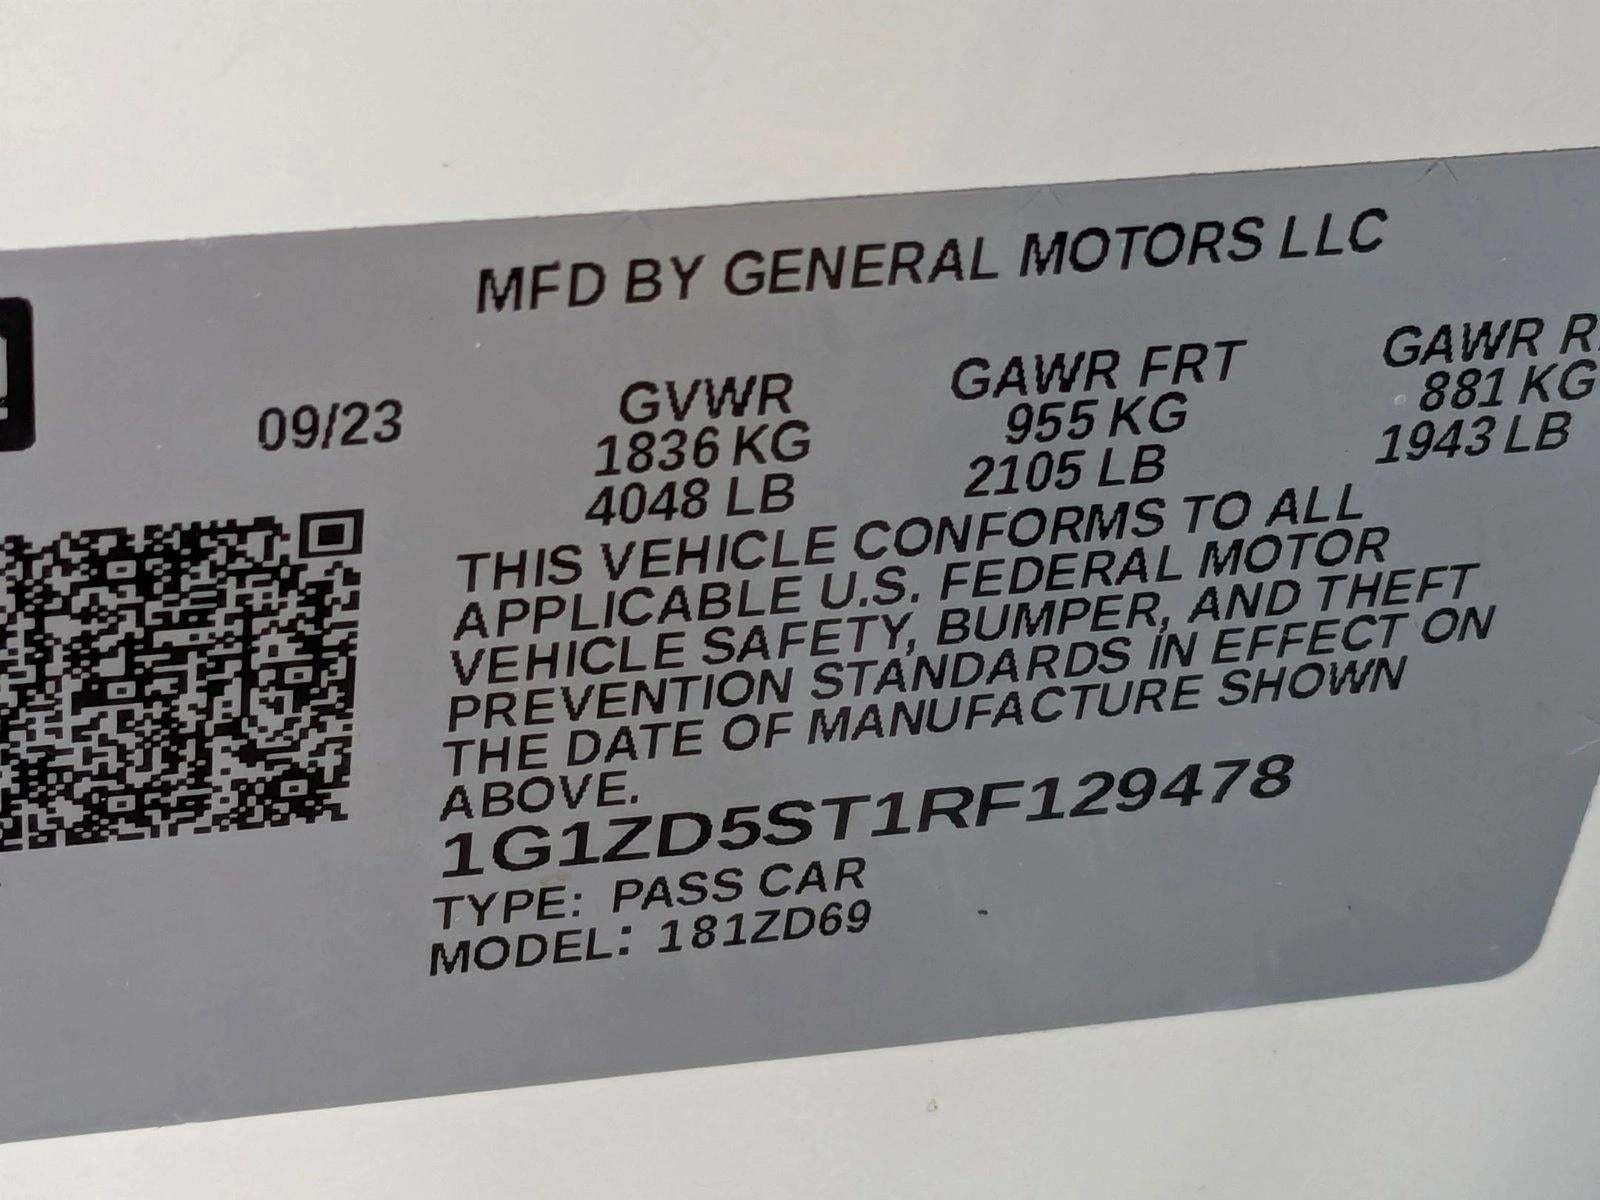 MFD BY GENERAL MOTORS LLC
09/23
GVWR
1836 KG
4048 LB
GAWR FRT
955 KG
2105 LB
GAWR
881 KG
1943 LB
THIS VEHICLE CONFORMS TO ALL
APPLICABLE U.S. FEDERAL MOTOR
VEHICLE SAFETY, BUMPER, AND THEFT
PREVENTION STANDARDS IN EFFECT ON
THE DATE OF MANUFACTURE SHOWN
ABOVE.
1G1ZD5ST1RF129478
TYPE: PASS CAR
MODEL: 181ZD69